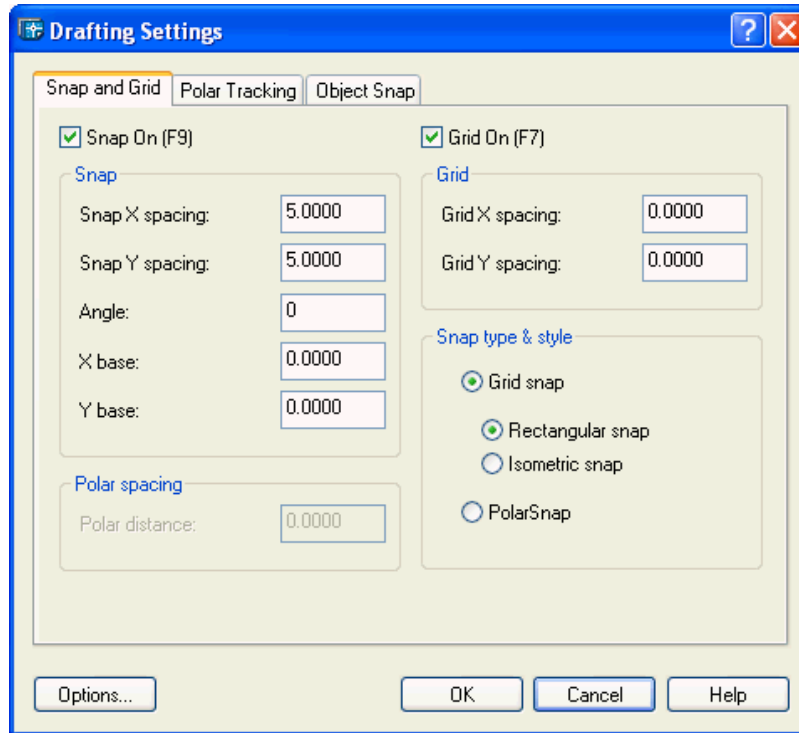 Drafting Settings
Snap and Grid
Polar Tracking
Object Snap
Snap On (F9)
Snap
Snap X spacing: 5.0000
Snap Y spacing: 5.0000
Angle: 0
X base: 0.0000
Y base: 0.0000
Polar spacing
Polar distance: 0.0000
Grid On (F7)
Grid
Grid X spacing: 0.0000
Grid Y spacing: 0.0000
Snap type & style
Grid snap
Rectangular snap
Isometric snap
PolarSnap
Options...
OK
Cancel
Help